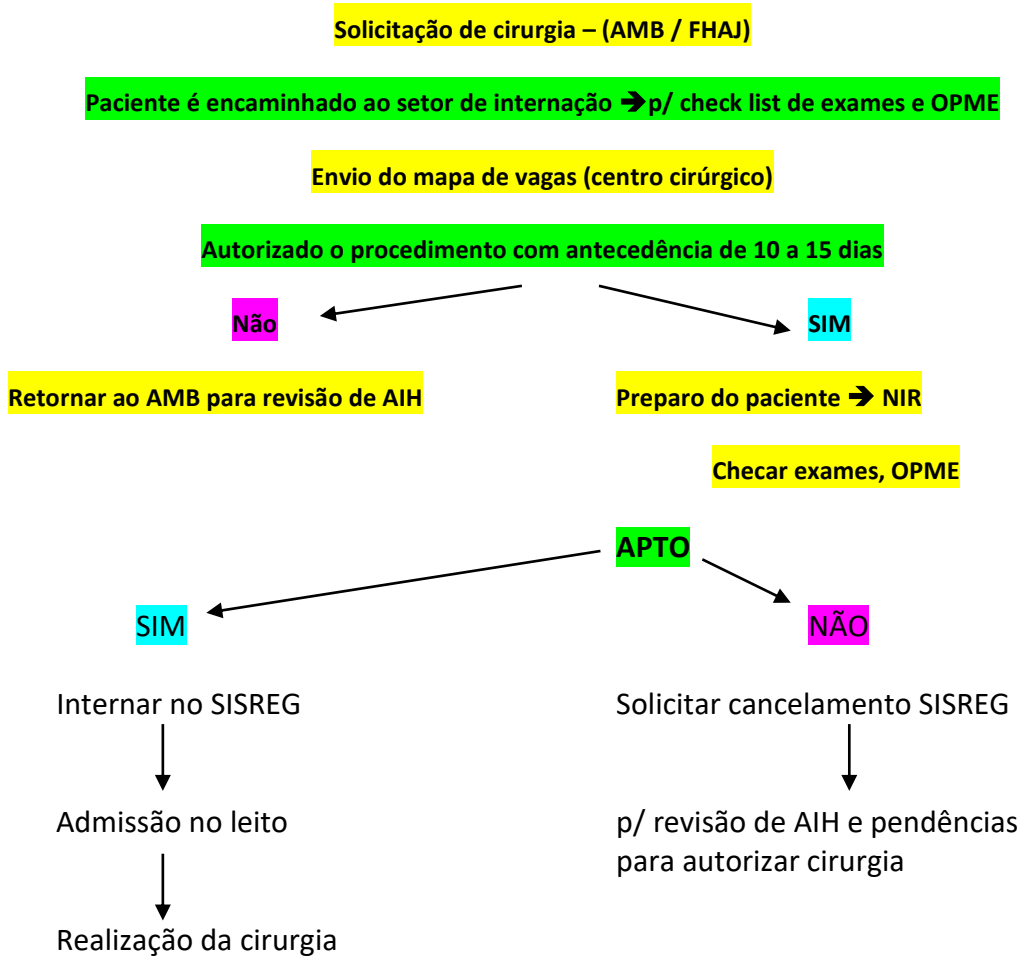 Solicitação de cirurgia – (AMB / FHAJ)
Paciente é encaminhado ao setor de internação ➔p/ check list de exames e OPME
Envio do mapa de vagas (centro cirúrgico)
Autorizado o procedimento com antecedência de 10 a 15 dias
Não
SIM
Retornar ao AMB para revisão de AIH
Preparo do paciente ➔ NIR
Checar exames, OPME
APTO
SIM
NÃO
Internar no SISREG
Solicitar cancelamento SISREG
Admissão no leito
p/ revisão de AIH e pendências
para autorizar cirurgia
Realização da cirurgia